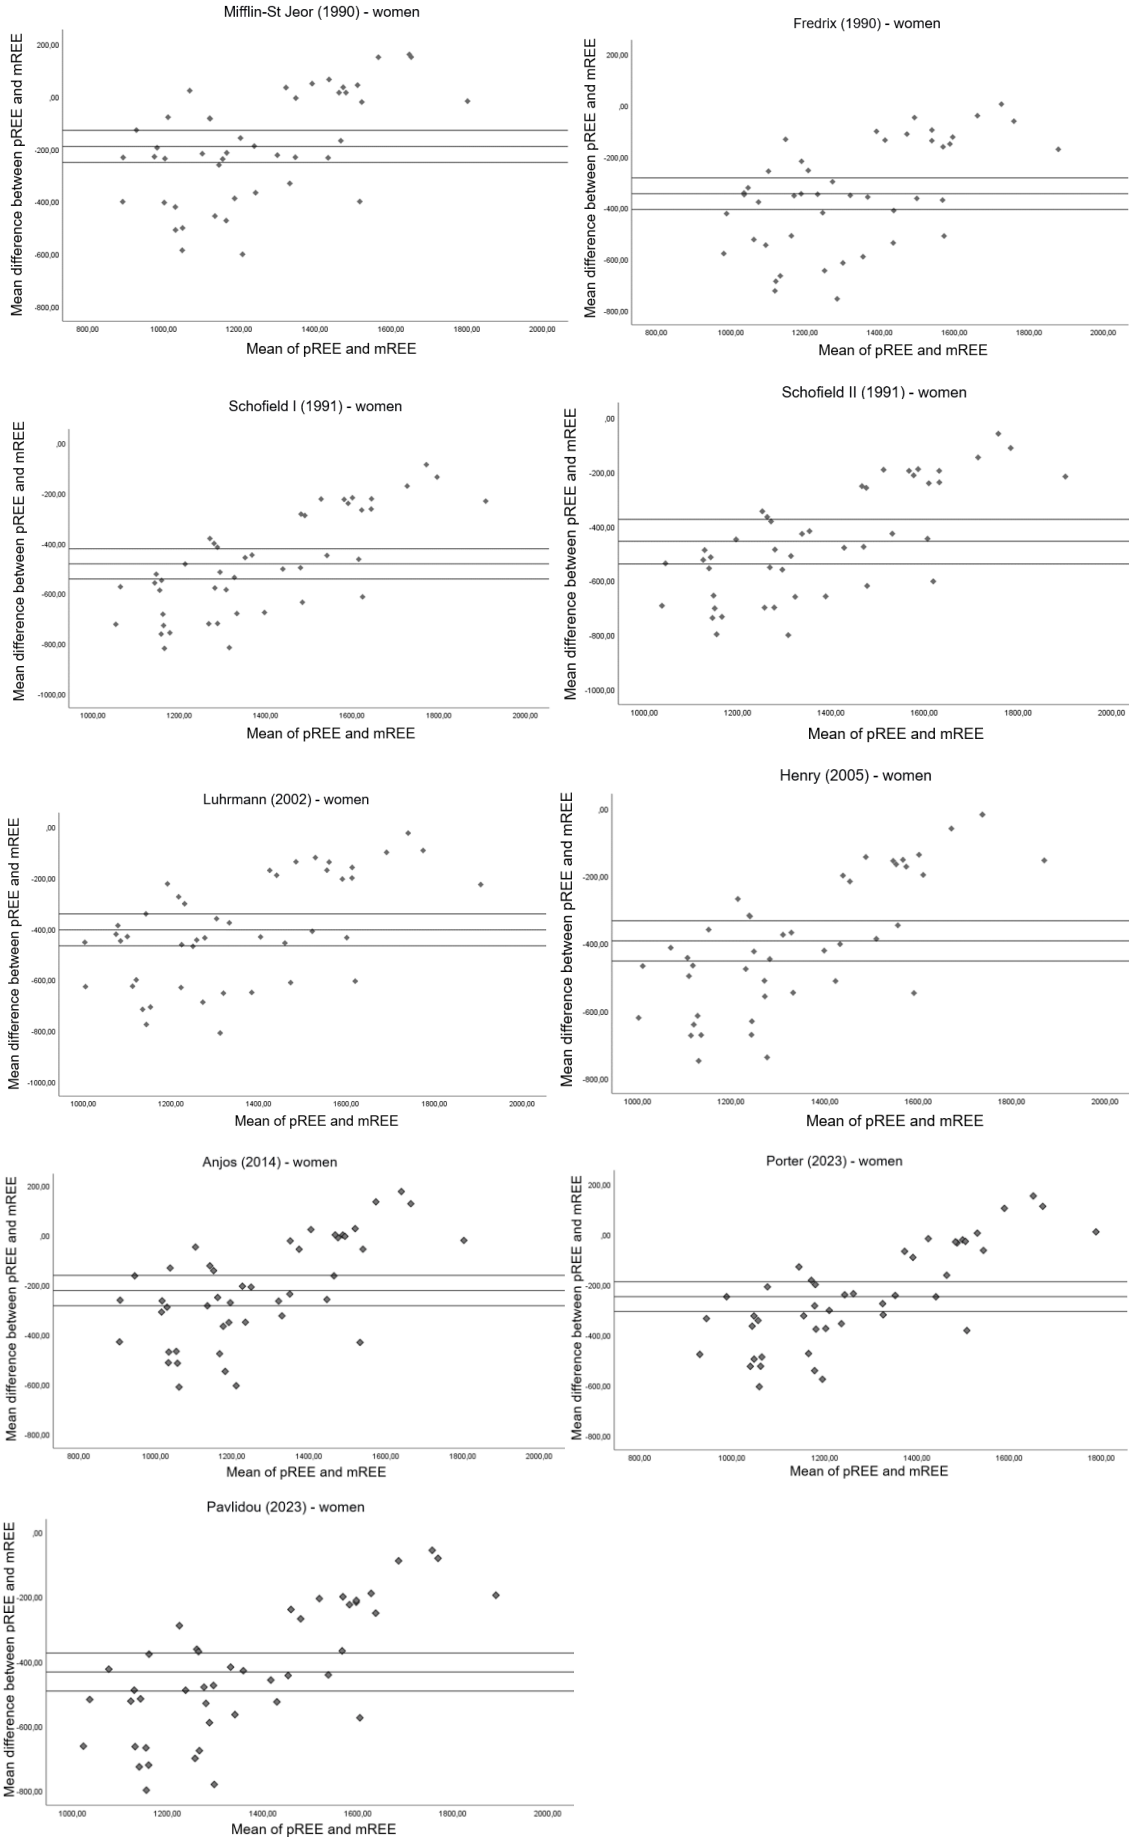 Mifflin-St Jeor (1990) - women
Mean difference between pREE and mREE
200,00
,00
-200,00
-400,00
-600,00
-800,00
800,00 1000,00 1200,00 1400,00 1600,00 1800,00 2000,00
Mean of pREE and mREE
Fredrix (1990) - women
Mean difference between pREE and mREE
200,00
,00
-200,00
-400,00
-600,00
-800,00
800,00 1000,00 1200,00 1400,00 1600,00 1800,00 2000,00
Mean of pREE and mREE
Schofield I (1991) - women
Mean difference between pREE and mREE
,00
-200,00
-400,00
-600,00
-800,00
-1000,00
1000,00 1200,00 1400,00 1600,00 1800,00 2000,00
Mean of pREE and mREE
Schofield II (1991) - women
Mean difference between pREE and mREE
,00
-200,00
-400,00
-600,00
-800,00
-1000,00
1000,00 1200,00 1400,00 1600,00 1800,00 2000,00
Mean of pREE and mREE
Luhrmann (2002) - women
Mean difference between pREE and mREE
,00
-200,00
-400,00
-600,00
-800,00
-1000,00
1000,00 1200,00 1400,00 1600,00 1800,00 2000,00
Mean of pREE and mREE
Henry (2005) - women
Mean difference between pREE and mREE
,00
-200,00
-400,00
-600,00
-800,00
1000,00 1200,00 1400,00 1600,00 1800,00 2000,00
Mean of pREE and mREE
Anjos (2014) - women
Mean difference between pREE and mREE
200,00
,00
-200,00
-400,00
-600,00
-800,00
800,00 1000,00 1200,00 1400,00 1600,00 1800,00 2000,00
Mean of pREE and mREE
Porter (2023) - women
Mean difference between pREE and mREE
200,00
,00
-200,00
-400,00
-600,00
-800,00
800,00 1000,00 1200,00 1400,00 1600,00 1800,00
Mean of pREE and mREE
Pavlidou (2023) - women
Mean difference between pREE and mREE
,00
-200,00
-400,00
-600,00
-800,00
1000,00 1200,00 1400,00 1600,00 1800,00 2000,00
Mean of pREE and mREE